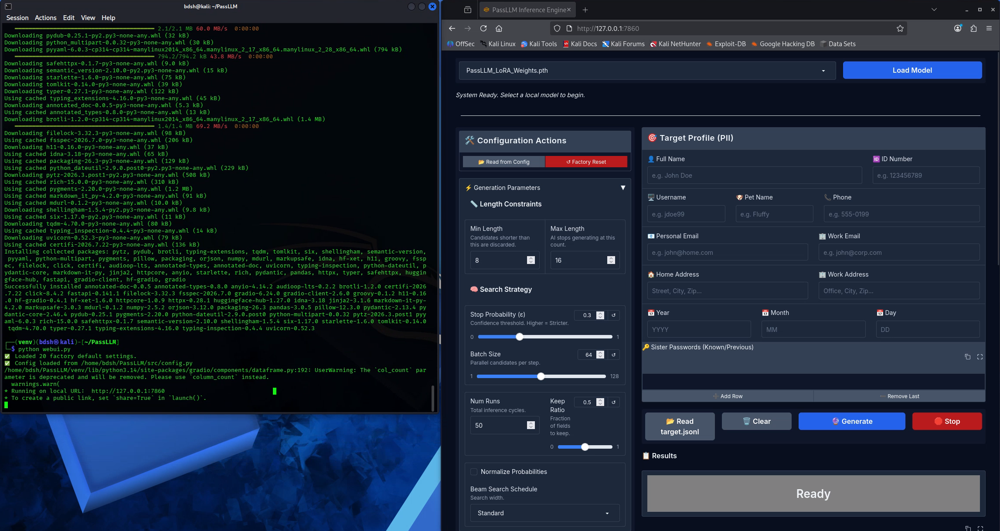 bdsh@kali: ~/PassLLM
Session Actions Edit View Help
2.1/2.1 MB 60.0 MB/s 0:00:00
Downloading pydub-0.25.1-py2.py3-none-any.whl (32 kB)
Downloading python_multipart-0.0.32-py3-none-any.whl (30 kB)
Downloading pyyaml-6.0.3-cp314-cp314-manylinux2014_x86_64.manylinux_2_17_x86_64.manylinux_2_28_x86_64.whl (794 kB)
794.2/794.2 kB 43.8 MB/s 0:00:00
Downloading safehttpx-0.1.7-py3-none-any.whl (9.0 kB)
Downloading semantic_version-2.10.0-py2.py3-none-any.whl (15 kB)
Downloading starlette-1.6.0-py3-none-any.whl (75 kB)
Downloading tomlkit-0.14.0-py3-none-any.whl (39 kB)
Downloading typer-0.27.1-py3-none-any.whl (122 kB)
Using cached typing_extensions-4.16.0-py3-none-any.whl (45 kB)
Downloading annotated_doc-0.0.5-py3-none-any.whl (5.3 kB)
Using cached annotated_types-0.8.0-py3-none-any.whl (13 kB)
Downloading brotli-1.2.0-cp314-cp314-manylinux2014_x86_64.manylinux_2_17_x86_64.whl (1.4 MB)
1.4/1.4 MB 69.2 MB/s 0:00:00
Downloading filelock-3.32.3-py3-none-any.whl (98 kB)
Using cached fsspec-2026.7.0-py3-none-any.whl (206 kB)
Downloading h11-0.16.0-py3-none-any.whl (37 kB)
Using cached idna-3.18-py3-none-any.whl (65 kB)
Using cached packaging-26.3-py3-none-any.whl (129 kB)
Using cached python_dateutil-2.9.0.post0-py2.py3-none-any.whl (229 kB)
Downloading pytz-2026.3.post1-py2.py3-none-any.whl (508 kB)
Using cached rich-15.0.0-py3-none-any.whl (310 kB)
Using cached pygments-2.20.0-py3-none-any.whl (1.2 MB)
Using cached markdown_it_py-4.2.0-py3-none-any.whl (91 kB)
Using cached mdurl-0.1.2-py3-none-any.whl (10.0 kB)
Downloading shellingham-1.5.4-py2.py3-none-any.whl (9.8 kB)
Using cached six-1.17.0-py2.py3-none-any.whl (11 kB)
Downloading tqdm-4.70.0-py3-none-any.whl (80 kB)
Using cached typing_inspection-0.4.4-py3-none-any.whl (14 kB)
Downloading uvicorn-0.52.3-py3-none-any.whl (79 kB)
Using cached certifi-2026.7.22-py3-none-any.whl (136 kB)
Installing collected packages: pytz, pydub, brotli, typing-extensions, tqdm, tomlkit, six, shellingham, semantic-version,
pyyaml, python-multipart, pygments, pillow, packaging, orjson, numpy, mdurl, markupsafe, idna, hf-xet, h11, groovy, fssp
ec, filelock, click, certifi, audioop-lts, annotated-types, annotated-doc, uvicorn, typing-inspection, python-dateutil, p
ydantic-core, markdown-it-py, jinja2, httpcore, anyio, starlette, rich, pydantic, pandas, httpx, typer, safehttpx, huggin
gface-hub, fastapi, gradio-client, hf-gradio, gradio
Successfully installed annotated-doc-0.0.5 annotated-types-0.8.0 anyio-4.14.2 audioop-lts-0.2.2 brotli-1.2.0 certifi-2026
.7.22 click-8.4.2 fastapi-0.141.1 filelock-3.32.3 fsspec-2026.7.0 gradio-6.24.0 gradio-client-2.6.0 groovy-0.1.2 h11-0.16
.0 hf-gradio-0.4.1 hf-xet-1.6.0 httpcore-1.0.9 httpx-0.28.1 huggingface-hub-1.27.0 idna-3.18 jinja2-3.1.6 markdown-it-py-
4.2.0 markupsafe-3.0.3 mdurl-0.1.2 numpy-2.5.2 orjson-3.12.0 packaging-26.3 pandas-3.0.5 pillow-12.3.0 pydantic-2.13.4 py
dantic-core-2.46.4 pydub-0.25.1 pygments-2.20.0 python-dateutil-2.9.0.post0 python-multipart-0.0.32 pytz-2026.3.post1 pyy
aml-6.0.3 rich-15.0.0 safehttpx-0.1.7 semantic-version-2.10.0 shellingham-1.5.4 six-1.17.0 starlette-1.6.0 tomlkit-0.14.0
tqdm-4.70.0 typer-0.27.1 typing-extensions-4.16.0 typing-inspection-0.4.4 uvicorn-0.52.3
┌──(venv)(bdsh㉿kali)-[~/PassLLM]
└─$ python webui.py
✅ Loaded 20 factory default settings.
✅ Config loaded from /home/bdsh/PassLLM/src/config.py
/home/bdsh/PassLLM/venv/lib/python3.14/site-packages/gradio/components/dataframe.py:192: UserWarning: The `col_count` par
ameter is deprecated and will be removed. Please use `column_count` instead.
warnings.warn(
* Running on local URL: http://127.0.0.1:7860
* To create a public link, set `share=True` in `launch()`.
PassLLM Inference Engine
http://127.0.0.1:7860
OffSec Kali Linux Kali Tools Kali Docs Kali Forums Kali NetHunter Exploit-DB Google Hacking DB Data Sets
PassLLM_LoRA_Weights.pth
Load Model
System Ready. Select a local model to begin.
🛠️ Configuration Actions
📂 Read from Config ↺ Factory Reset
⚡ Generation Parameters ▼
📏 Length Constraints
Min Length
Candidates shorter than
this are discarded.
8
Max Length
AI stops generating at this
count.
16
🧠 Search Strategy
Stop Probability (ε) 0.3 ↺
Confidence threshold. Higher = Stricter.
0 1
Batch Size 64 ↺
Parallel candidates per step.
1 128
Num Runs
Total inference cycles.
50
Keep
Ratio
0.5 ↺
Fraction
of fields
to keep.
0 1
Normalize Probabilities
Beam Search Schedule
Search width.
Standard
🎯 Target Profile (PII)
👤 Full Name
e.g. John Doe
🆔 ID Number
e.g. 123456789
🖥️ Username
e.g. jdoe99
🐶 Pet Name
e.g. Fluffy
📞 Phone
e.g. 555-0199
📧 Personal Email
e.g. john@home.com
🏢 Work Email
e.g. john@corp.com
🏠 Home Address
Street, City, Zip...
🏢 Work Address
Office, City, Zip...
📅 Year
YYYY
📅 Month
MM
📅 Day
DD
🔑 Sister Passwords (Known/Previous)
➕ Add Row ➖ Remove Last
📂 Read
target.jsonl
🗑️ Clear
🔮 Generate
🛑 Stop
📋 Results
Ready